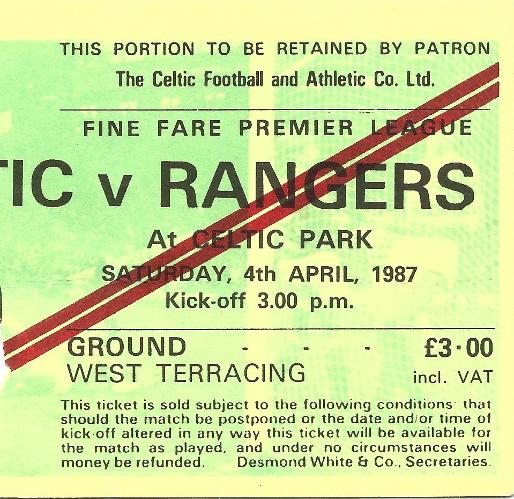 THIS PORTION TO BE RETAINED BY PATRON
The Celtic Football and Athletic Co. Ltd.
FINE FARE PREMIER LEAGUE
TIC v RANGERS
At CELTIC PARK
SATURDAY, 4th APRIL, 1987
Kick-off 3.00 p.m.
GROUND - - - £3·00
WEST TERRACING incl. VAT
This ticket is sold subject to the following conditions that
should the match be postponed or the date and/or time of
kick-off altered in any way this ticket will be available for
the match as played, and under no circumstances will
money be refunded. Desmond White & Co., Secretaries.